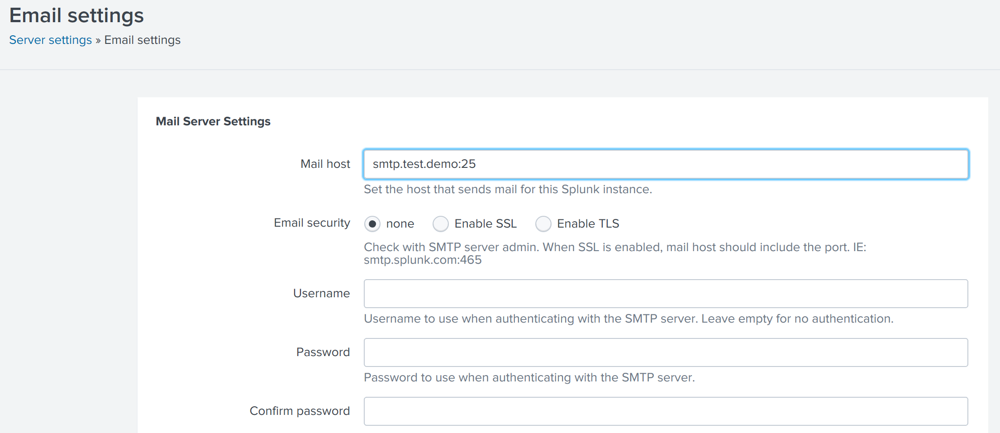 Email settings
Server settings » Email settings
Mail Server Settings
Mail host
smtp.test.demo:25
Set the host that sends mail for this Splunk instance.
Email security
none Enable SSL Enable TLS
Check with SMTP server admin. When SSL is enabled, mail host should include the port. IE:
smtp.splunk.com:465
Username
Username to use when authenticating with the SMTP server. Leave empty for no authentication.
Password
Password to use when authenticating with the SMTP server.
Confirm password